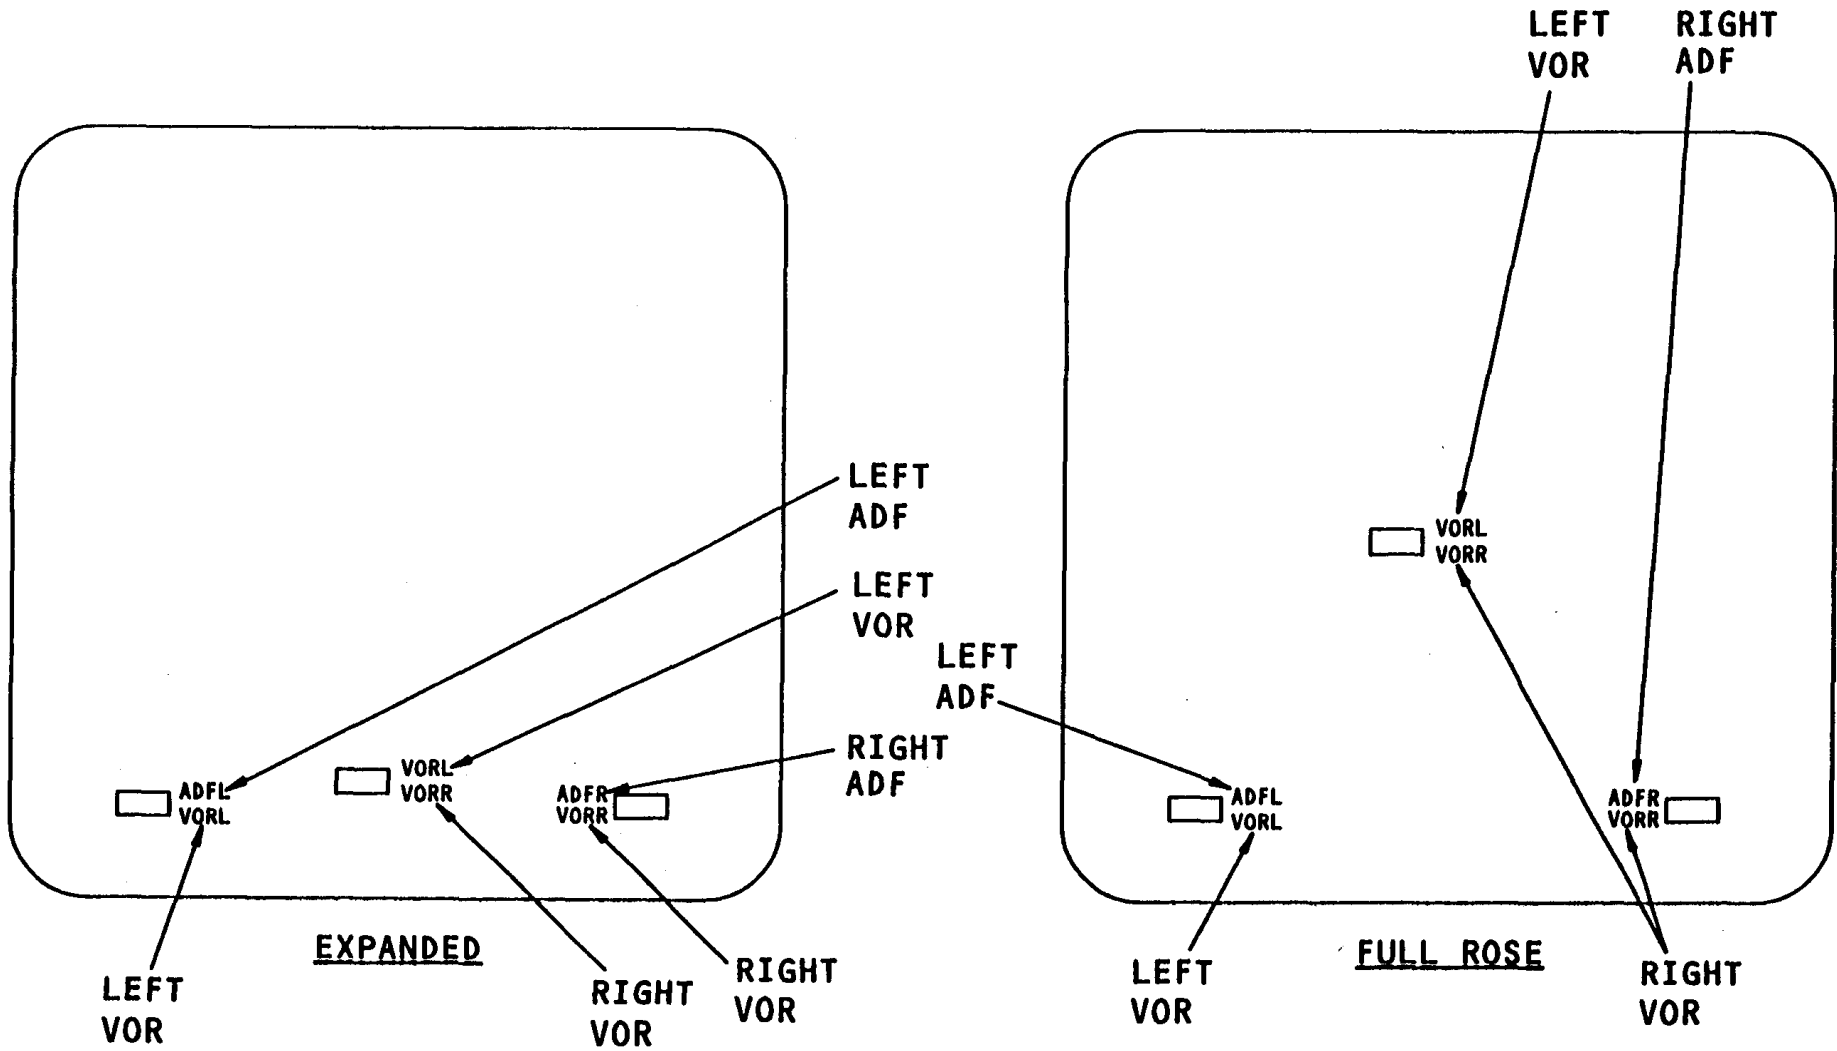 LEFT
VOR
RIGHT
ADF
LEFT
ADF
LEFT
VOR
RIGHT
ADF
ADFL
VORL
VORL
VORR
ADFR
VORR
EXPANDED
LEFT
VOR
RIGHT
VOR
RIGHT
VOR
VORL
VORR
LEFT
ADF
ADFL
VORL
ADFR
VORR
FULL ROSE
LEFT
VOR
RIGHT
VOR